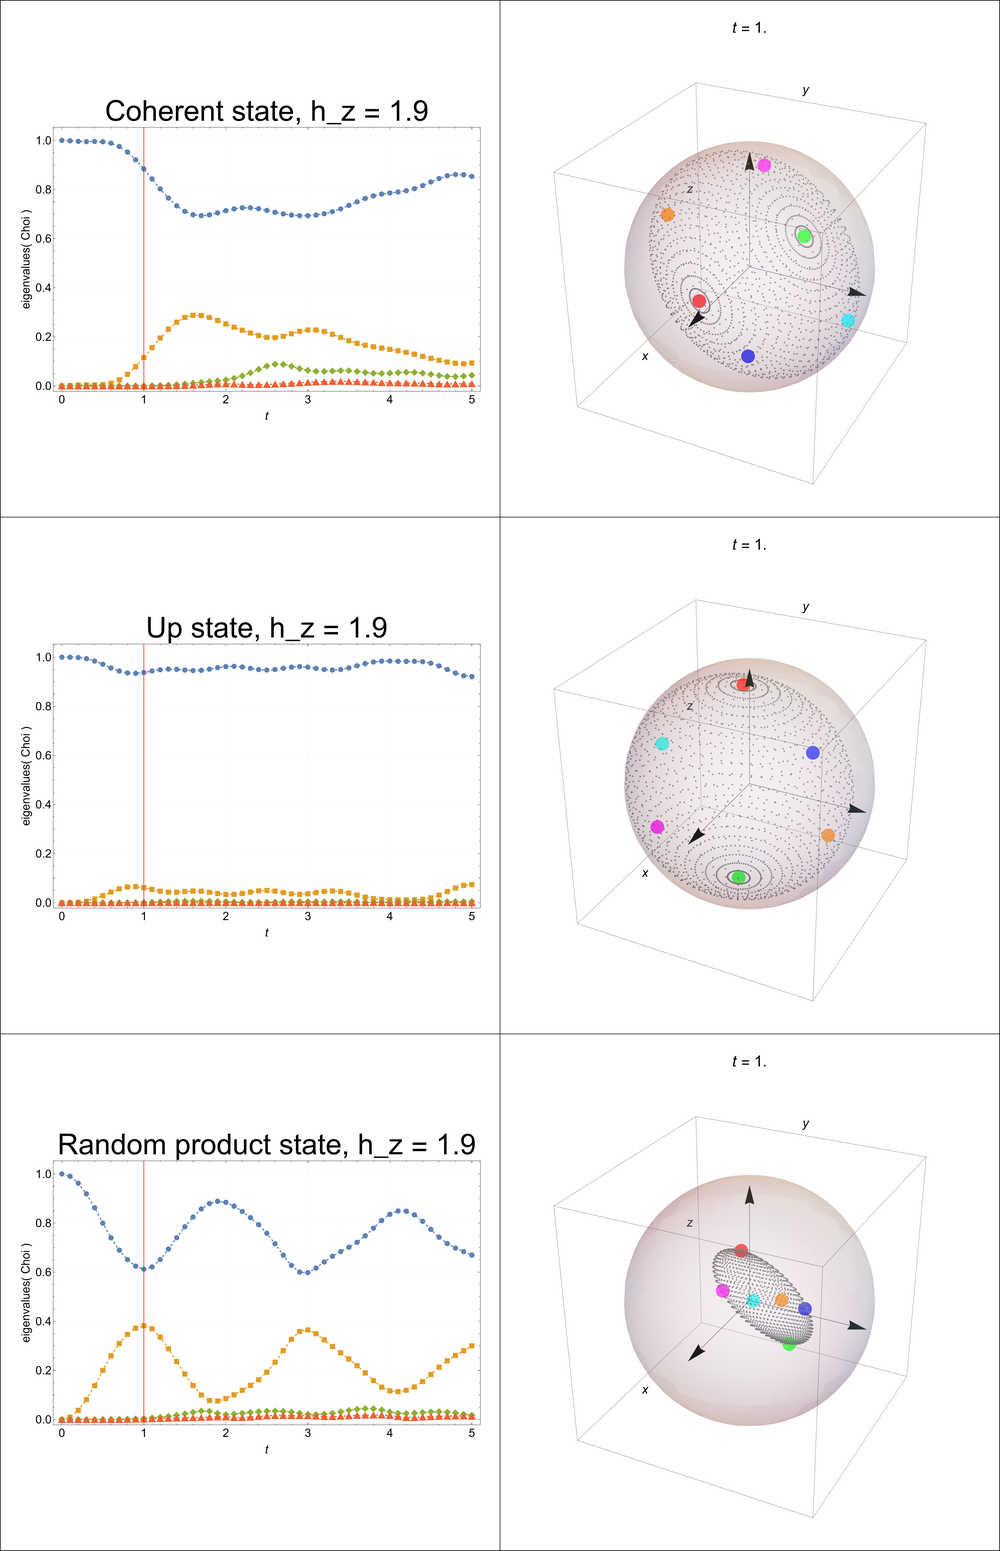 t = 1.
Coherent state, h_z = 1.9
eigenvalues( Choi )
1.0
0.8
0.6
0.4
0.2
0.0
0 1 2 3 4 5
t
y
z
x
t = 1.
Up state, h_z = 1.9
eigenvalues( Choi )
1.0
0.8
0.6
0.4
0.2
0.0
0 1 2 3 4 5
t
y
z
x
t = 1.
Random product state, h_z = 1.9
eigenvalues( Choi )
1.0
0.8
0.6
0.4
0.2
0.0
0 1 2 3 4 5
t
y
z
x